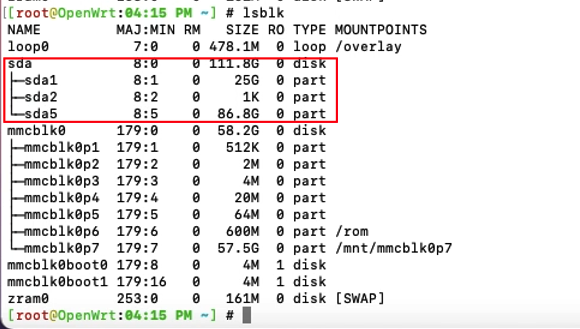 [[root@OpenWrt:04:15 PM ~] # lsblk
NAME         MAJ:MIN RM   SIZE RO TYPE MOUNTPOINTS
loop0          7:0    0 478.1M  0 loop /overlay
sda            8:0    0 111.8G  0 disk
├─sda1         8:1    0    25G  0 part
├─sda2         8:2    0     1K  0 part
└─sda5         8:5    0  86.8G  0 part
mmcblk0      179:0    0  58.2G  0 disk
├─mmcblk0p1  179:1    0   512K  0 part
├─mmcblk0p2  179:2    0     2M  0 part
├─mmcblk0p3  179:3    0     4M  0 part
├─mmcblk0p4  179:4    0    20M  0 part
├─mmcblk0p5  179:5    0    64M  0 part
├─mmcblk0p6  179:6    0   600M  0 part /rom
└─mmcblk0p7  179:7    0  57.5G  0 part /mnt/mmcblk0p7
mmcblk0boot0 179:8    0     4M  1 disk
mmcblk0boot1 179:16   0     4M  1 disk
zram0        253:0    0   161M  0 disk [SWAP]
[root@OpenWrt:04:15 PM ~] #